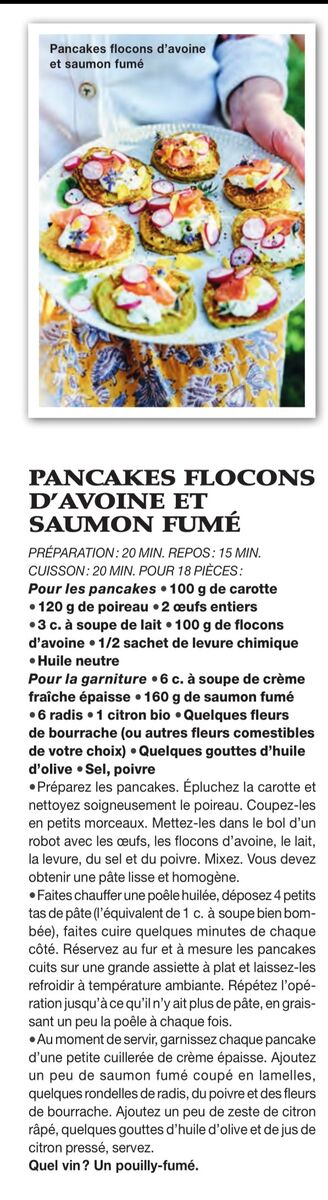 Pancakes flocons d’avoine
et saumon fumé
PANCAKES FLOCONS
D’AVOINE ET
SAUMON FUMÉ
PRÉPARATION : 20 MIN. REPOS : 15 MIN.
CUISSON : 20 MIN. POUR 18 PIÈCES :
Pour les pancakes • 100 g de carotte
• 120 g de poireau • 2 œufs entiers
• 3 c. à soupe de lait • 100 g de flocons
d’avoine • 1/2 sachet de levure chimique
• Huile neutre
Pour la garniture • 6 c. à soupe de crème
fraîche épaisse • 160 g de saumon fumé
• 6 radis • 1 citron bio • Quelques fleurs
de bourrache (ou autres fleurs comestibles
de votre choix) • Quelques gouttes d’huile
d’olive • Sel, poivre
• Préparez les pancakes. Épluchez la carotte et
nettoyez soigneusement le poireau. Coupez-les
en petits morceaux. Mettez-les dans le bol d’un
robot avec les œufs, les flocons d’avoine, le lait,
la levure, du sel et du poivre. Mixez. Vous devez
obtenir une pâte lisse et homogène.
• Faites chauffer une poêle huilée, déposez 4 petits
tas de pâte (l’équivalent de 1 c. à soupe bien bom-
bée), faites cuire quelques minutes de chaque
côté. Réservez au fur et à mesure les pancakes
cuits sur une grande assiette à plat et laissez-les
refroidir à température ambiante. Répétez l’opé-
ration jusqu’à ce qu’il n’y ait plus de pâte, en grais-
sant un peu la poêle à chaque fois.
• Au moment de servir, garnissez chaque pancake
d’une petite cuillerée de crème épaisse. Ajoutez
un peu de saumon fumé coupé en lamelles,
quelques rondelles de radis, du poivre et des fleurs
de bourrache. Ajoutez un peu de zeste de citron
râpé, quelques gouttes d’huile d’olive et de jus de
citron pressé, servez.
Quel vin ? Un pouilly-fumé.